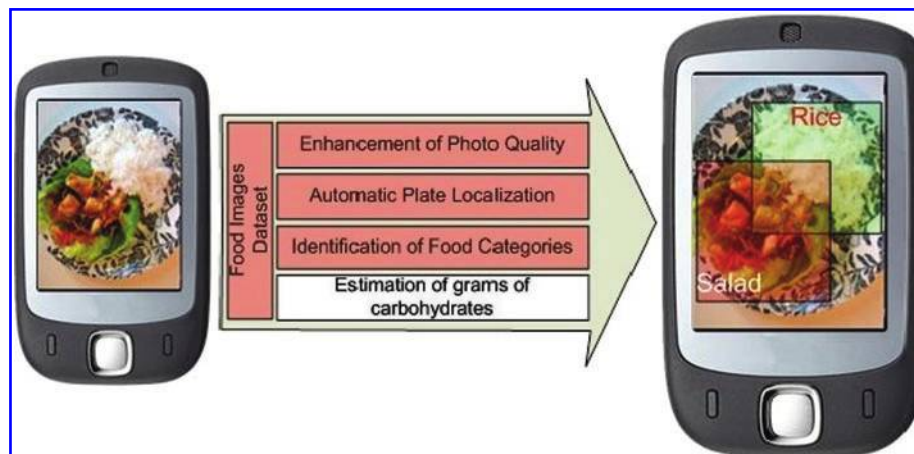 Food Images
Dataset
Enhancement of Photo Quality
Automatic Plate Localization
Identification of Food Categories
Estimation of grams of
carbohydrates
Rice
Salad